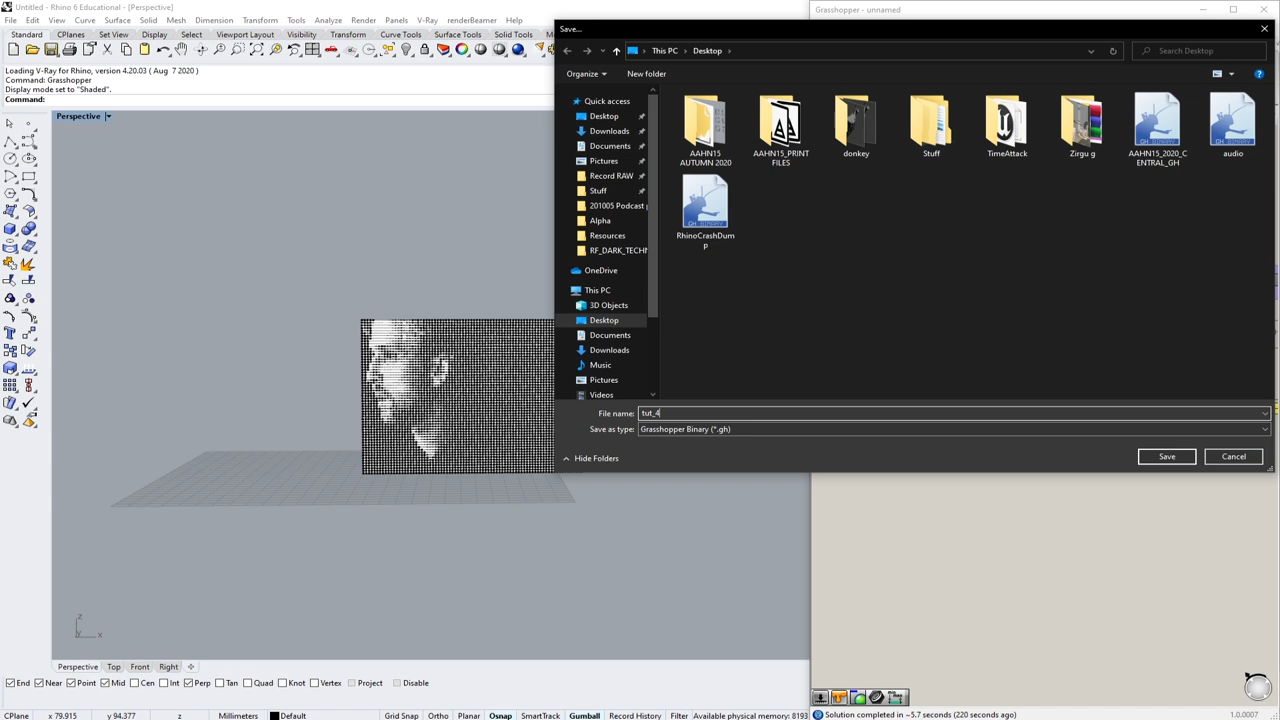 Untitled - Rhino 6 Educational - [Perspective]
File Edit View Curve Surface Solid Mesh Dimension Transform Tools Analyze Render Panels V-Ray renderBeamer Help
Standard CPlanes Set View Display Select Viewport Layout Visibility Transform Curve Tools Surface Tools Solid Tools
Loading V-Ray for Rhino, version 4.20.03 ( Aug 7 2020 )
Command: Grasshopper
Display mode set to "Shaded".
Command:
Perspective
z
y x
Perspective Top Front Right
End Near Point Mid Cen Int Perp Tan Quad Knot Vertex Project Disable
CPlane x 79.915 y 94.377 z Millimeters Default Grid Snap Ortho Planar Osnap SmartTrack Gumball Record History Filter Available physical memory: 8193
Grasshopper - unnamed
Save...
This PC > Desktop >
Search Desktop
Organize New folder
Quick access
Desktop
Downloads
Documents
Pictures
Record RAW
Stuff
201005 Podcast
Alpha
Resources
RF_DARK_TECHN
OneDrive
This PC
3D Objects
Desktop
Documents
Downloads
Music
Pictures
Videos
AAHN15
AUTUMN 2020
AAHN15_PRINT
FILES
donkey
Stuff
TimeAttack
Zirgu g
AAHN15_2020_C
ENTRAL_GH
audio
RhinoCrashDum
p
File name: tut_4
Save as type: Grasshopper Binary (*.gh)
Hide Folders
Save Cancel
Solution completed in ~5.7 seconds (220 seconds ago)
1.0.0007